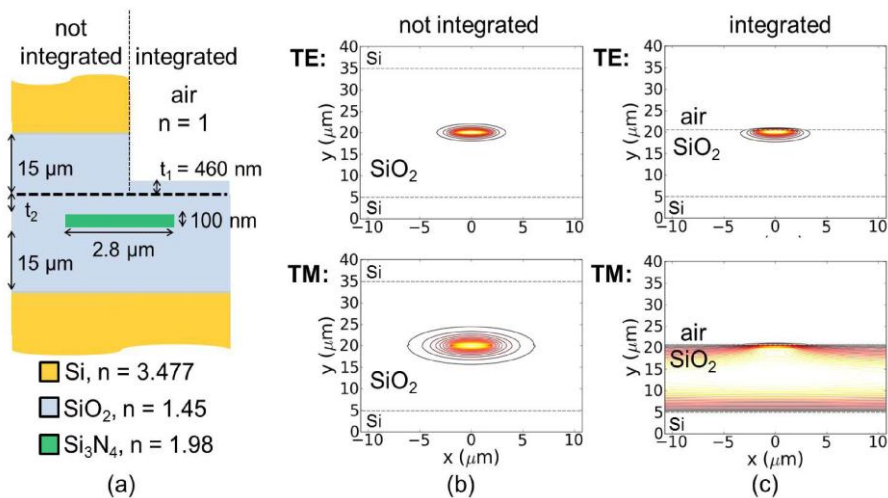 not
integrated
integrated
air
n = 1
15 μm
t₁ = 460 nm
t₂
100 nm
2.8 μm
15 μm
Si, n = 3.477
SiO₂, n = 1.45
Si₃N₄, n = 1.98
(a)
not integrated
TE:
40
35
30
25
20
15
10
5
0
y (μm)
Si
SiO₂
Si
−10
−5
0
5
10
TM:
40
35
30
25
20
15
10
5
0
y (μm)
Si
SiO₂
Si
−10
−5
0
5
10
x (μm)
(b)
integrated
TE:
40
35
30
25
20
15
10
5
0
y (μm)
air
SiO₂
Si
−10
−5
0
5
10
TM:
40
35
30
25
20
15
10
5
0
y (μm)
air
SiO₂
Si
−10
−5
0
5
10
x (μm)
(c)